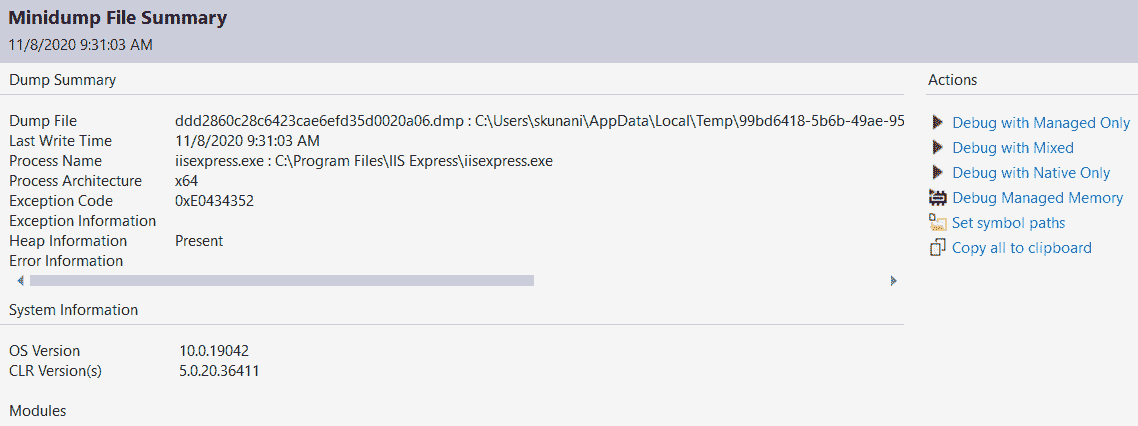 Minidump File Summary
11/8/2020 9:31:03 AM
Dump Summary
Dump File ddd2860c28c6423cae6efd35d0020a06.dmp : C:\Users\skunani\AppData\Local\Temp\99bd6418-5b6b-49ae-95
Last Write Time 11/8/2020 9:31:03 AM
Process Name iisexpress.exe : C:\Program Files\IIS Express\iisexpress.exe
Process Architecture x64
Exception Code 0xE0434352
Exception Information
Heap Information Present
Error Information
System Information
OS Version 10.0.19042
CLR Version(s) 5.0.20.36411
Modules
Actions
Debug with Managed Only
Debug with Mixed
Debug with Native Only
Debug Managed Memory
Set symbol paths
Copy all to clipboard